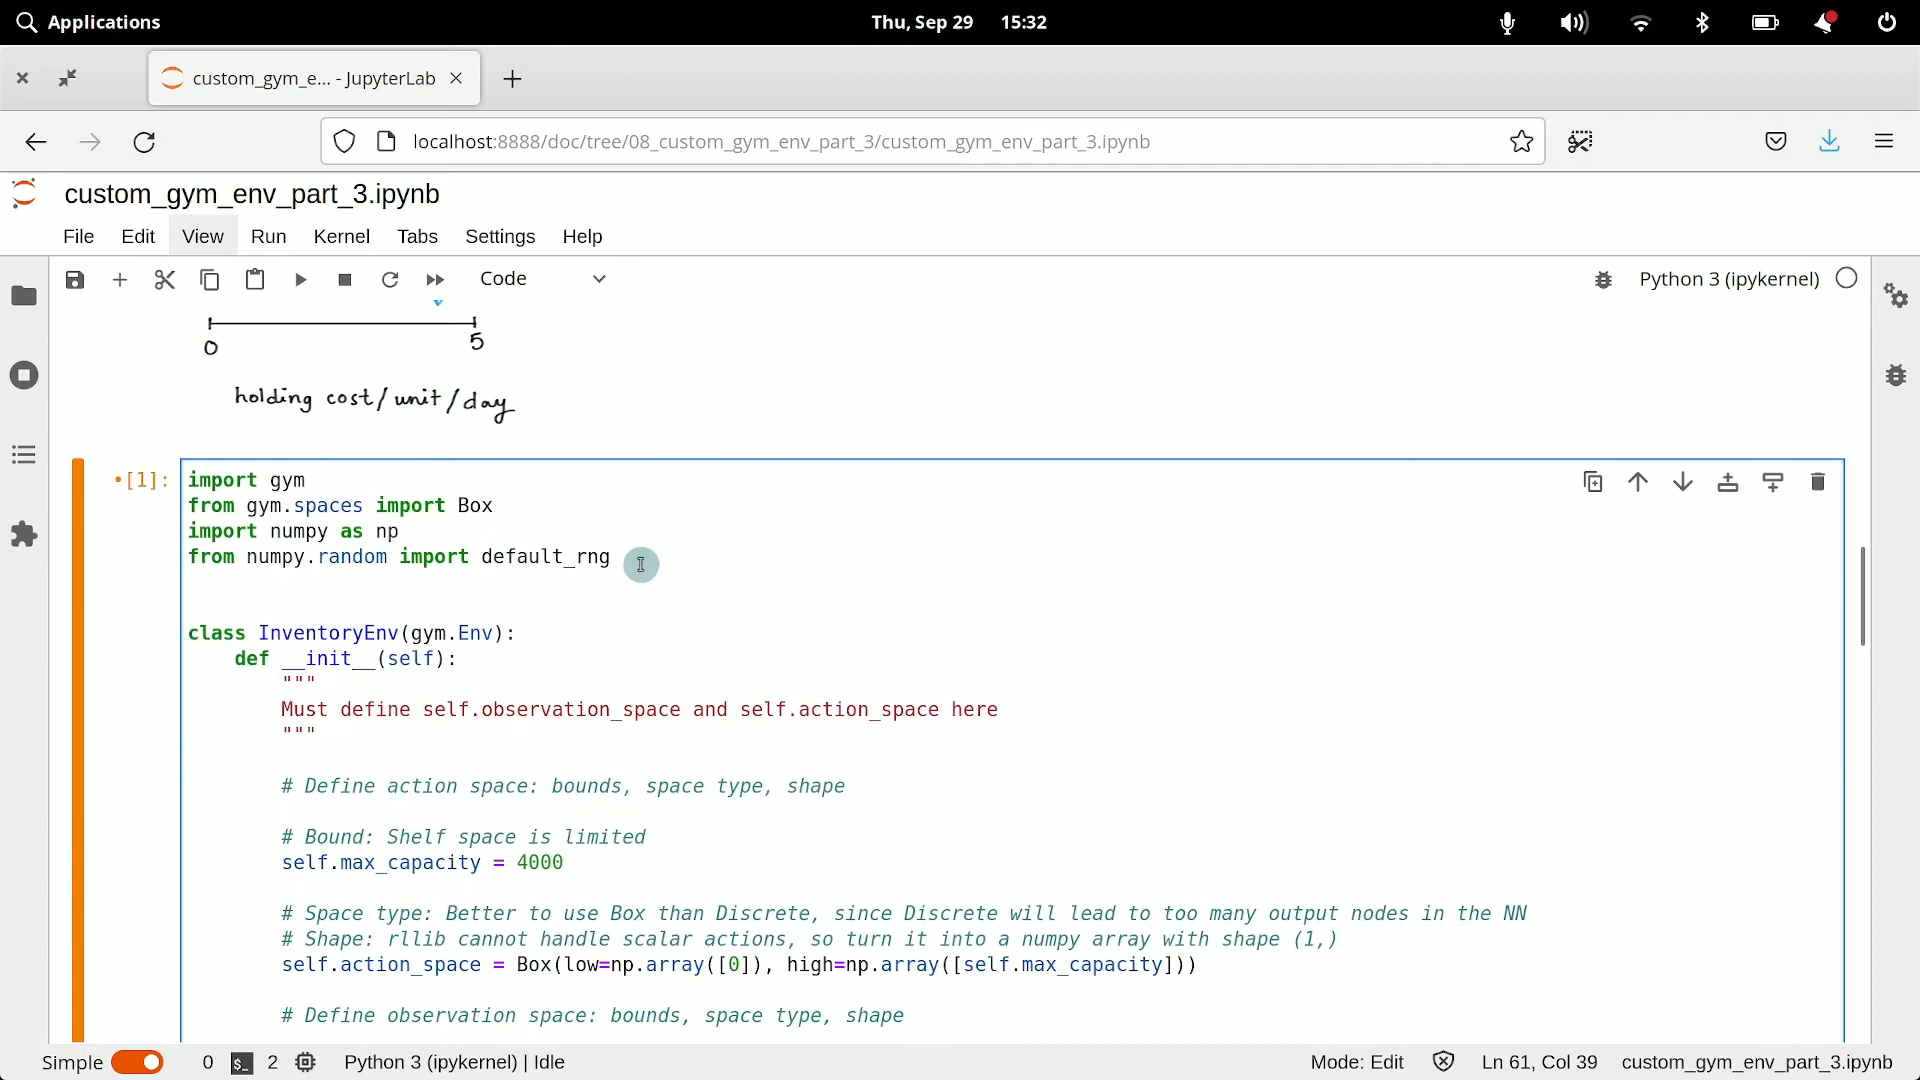 Applications
Thu, Sep 29 15:32
custom_gym_e... - JupyterLab
localhost:8888/doc/tree/08_custom_gym_env_part_3/custom_gym_env_part_3.ipynb
custom_gym_env_part_3.ipynb
File Edit View Run Kernel Tabs Settings Help
Code
Python 3 (ipykernel)
0 5
holding cost/unit/day
•[1]:
import gym
from gym.spaces import Box
import numpy as np
from numpy.random import default_rng
class InventoryEnv(gym.Env):
    def __init__(self):
        """
        Must define self.observation_space and self.action_space here
        """
        # Define action space: bounds, space type, shape
        # Bound: Shelf space is limited
        self.max_capacity = 4000
        # Space type: Better to use Box than Discrete, since Discrete will lead to too many output nodes in the NN
        # Shape: rllib cannot handle scalar actions, so turn it into a numpy array with shape (1,)
        self.action_space = Box(low=np.array([0]), high=np.array([self.max_capacity]))
        # Define observation space: bounds, space type, shape
Simple 0 $_ 2 Python 3 (ipykernel) | Idle Mode: Edit Ln 61, Col 39 custom_gym_env_part_3.ipynb